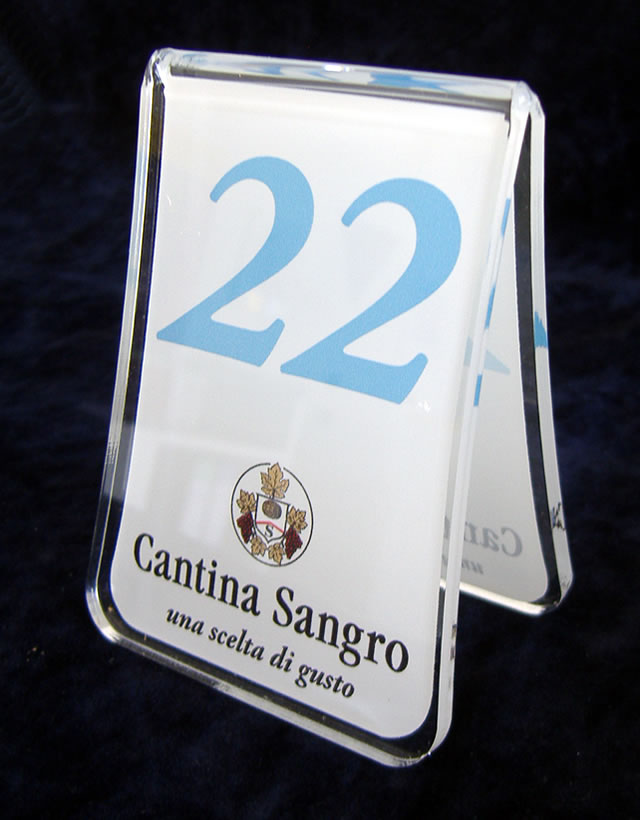 22
Cantina Sangro
una scelta di gusto